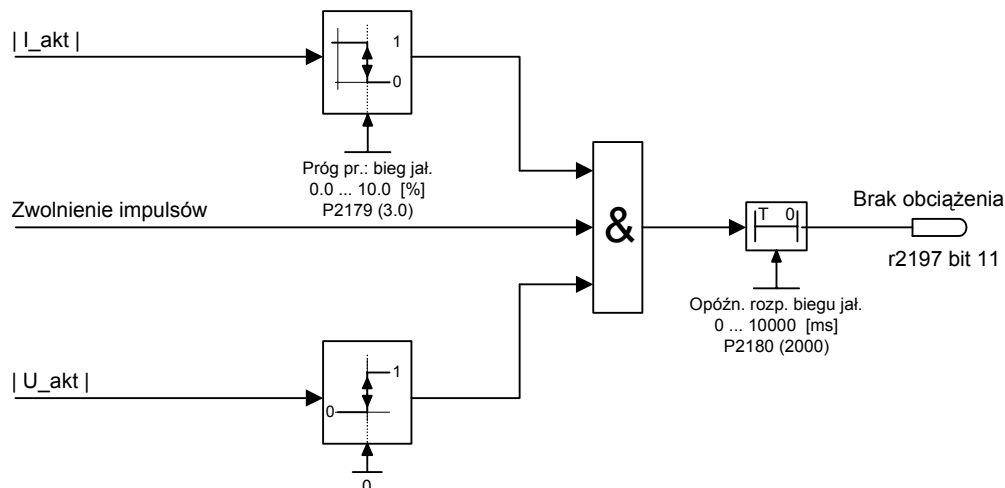 | I_akt |
1
0
Próg pr.: bieg jał.
0.0 ... 10.0 [%]
P2179 (3.0)
Zwolnienie impulsów
&
T 0
Brak obciążenia
r2197 bit 11
Opóźn. rozp. biegu jał.
0 ... 10000 [ms]
P2180 (2000)
| U_akt |
1
0
0